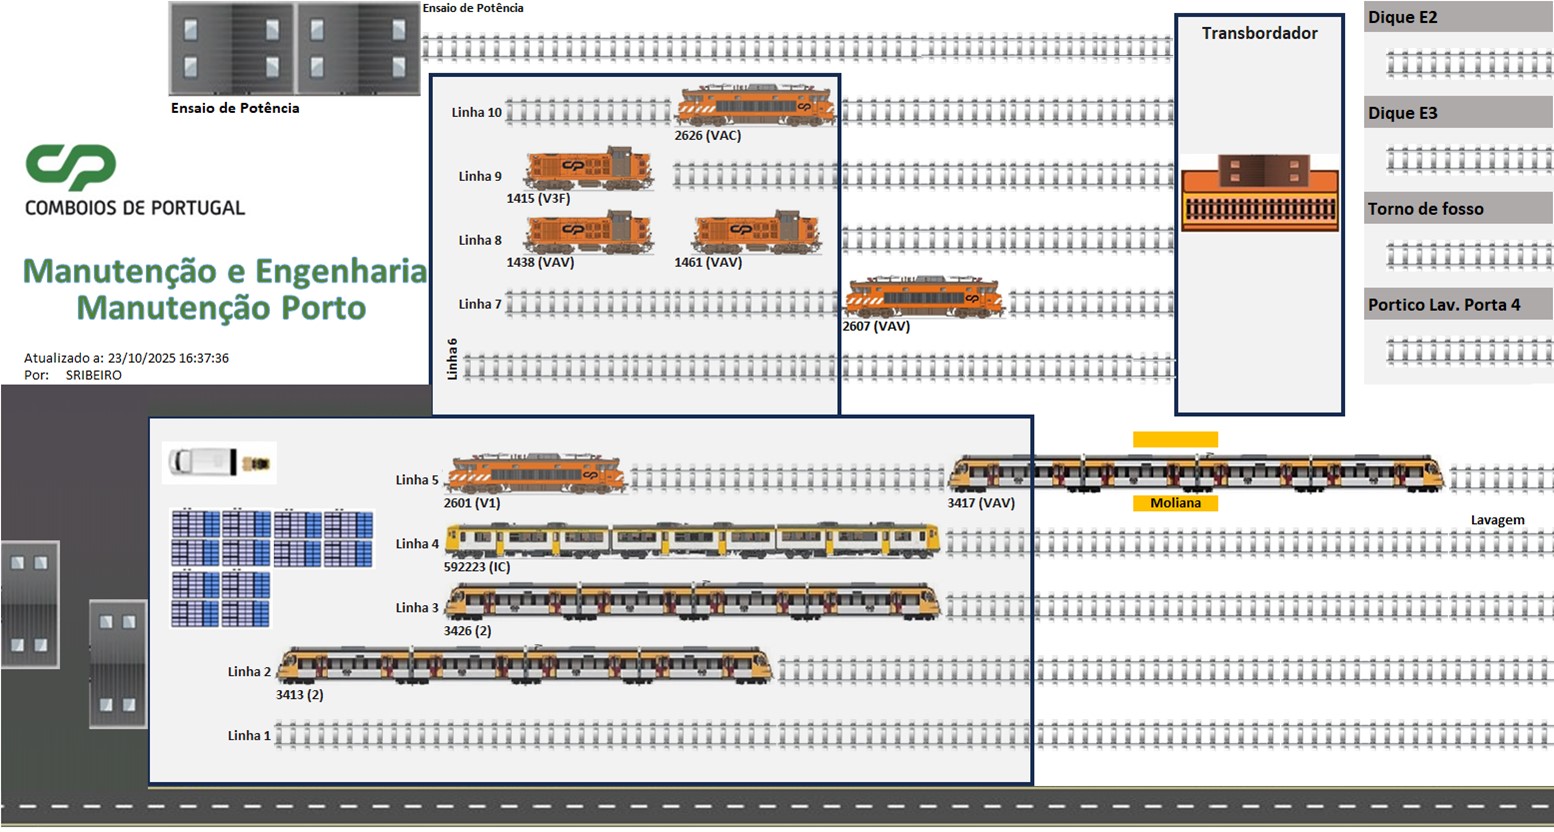 Ensaio de Potência
Ensaio de Potência
CP
COMBOIOS DE PORTUGAL
Manutenção e Engenharia
Manutenção Porto
Atualizado a: 23/10/2025 16:37:36
Por: SRIBEIRO
Linha 10
2626 (VAC)
Linha 9
1415 (V3F)
Linha 8
1438 (VAV)
1461 (VAV)
Linha 7
2607 (VAV)
Linha 6
Transbordador
Dique E2
Dique E3
Torno de fosso
Portico Lav. Porta 4
Linha 5
2601 (V1)
3417 (VAV)
Moliana
Lavagem
Linha 4
592223 (IC)
Linha 3
3426 (2)
Linha 2
3413 (2)
Linha 1